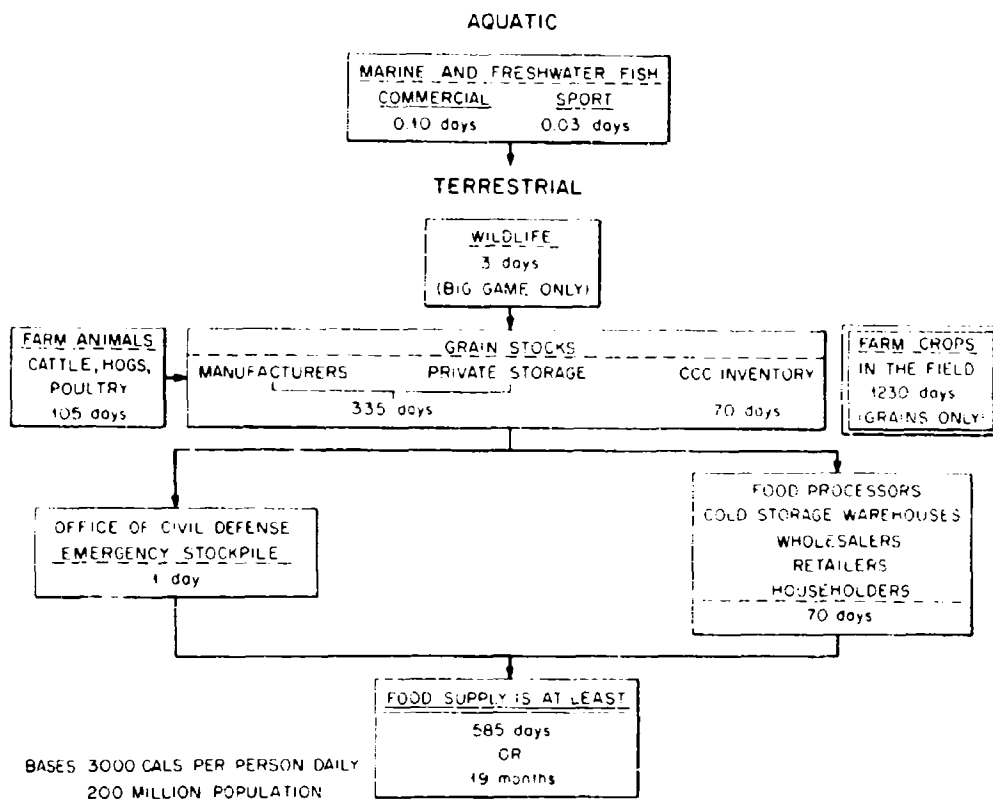 AQUATIC
MARINE AND FRESHWATER FISH
COMMERCIAL SPORT
0.10 days 0.03 days
TERRESTRIAL
WILDLIFE
3 days
(BIG GAME ONLY)
FARM ANIMALS
CATTLE, HOGS,
POULTRY
105 days
GRAIN STOCKS
MANUFACTURERS PRIVATE STORAGE CCC INVENTORY
335 days 70 days
FARM CROPS
IN THE FIELD
1230 days
(GRAINS ONLY)
OFFICE OF CIVIL DEFENSE
EMERGENCY STOCKPILE
1 day
FOOD PROCESSORS
COLD STORAGE WAREHOUSES
WHOLESALERS
RETAILERS
HOUSEHOLDERS
70 days
FOOD SUPPLY IS AT LEAST
585 days
OR
19 months
BASES 3000 CALS PER PERSON DAILY
200 MILLION POPULATION